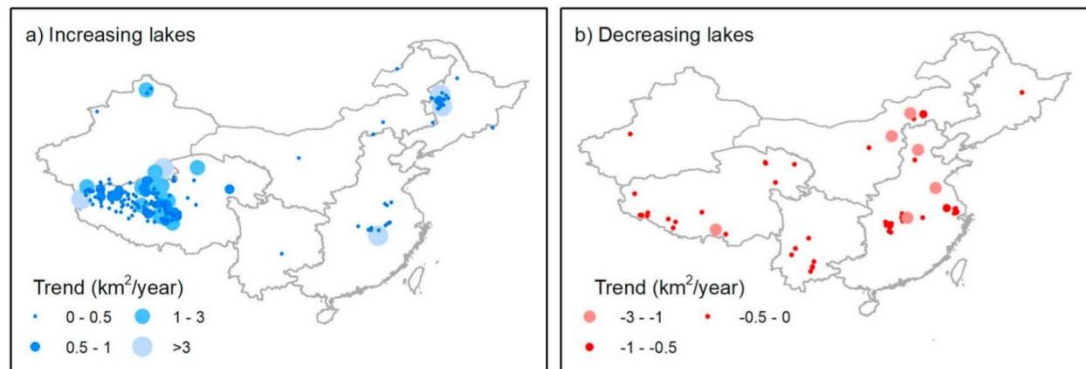 a) Increasing lakes
Trend (km²/year)
0 - 0.5
1 - 3
0.5 - 1
>3
b) Decreasing lakes
Trend (km²/year)
-3 - -1
-0.5 - 0
-1 - -0.5